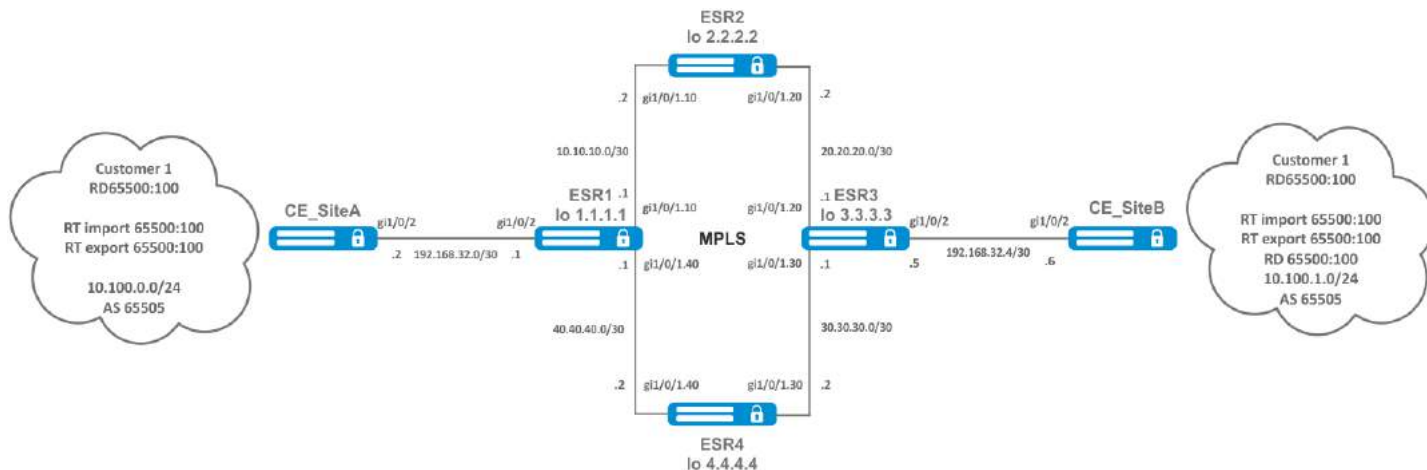 ESR2
lo 2.2.2.2
.2 gi1/0/1.10
gi1/0/1.20 .2
10.10.10.0/30
20.20.20.0/30
Customer 1
RD65500:100
RT import 65500:100
RT export 65500:100
10.100.0.0/24
AS 65505
CE_SiteA
gi1/0/2
.2 192.168.32.0/30 .1
gi1/0/2
ESR1
lo 1.1.1.1
.1
gi1/0/1.10
.1
gi1/0/1.40
MPLS
gi1/0/1.20
.1
ESR3
lo 3.3.3.3
gi1/0/1.30
.1
gi1/0/2
.5 192.168.32.4/30 .6
gi1/0/2
CE_SiteB
Customer 1
RD65500:100
RT import 65500:100
RT export 65500:100
RD 65500:100
10.100.1.0/24
AS 65505
40.40.40.0/30
30.30.30.0/30
.2 gi1/0/1.40
gi1/0/1.30 .2
ESR4
lo 4.4.4.4